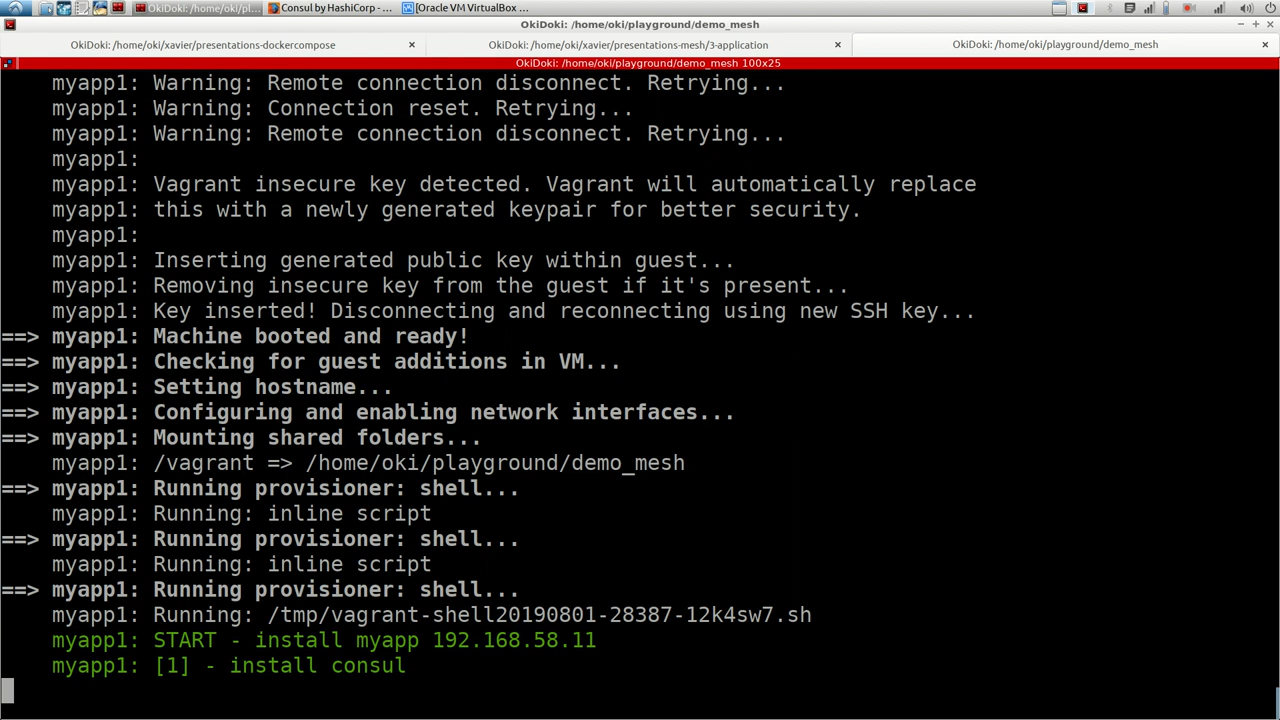 OkiDoki: /home/oki/pl...
Consul by HashiCorp - ...
[Oracle VM VirtualBox ...
OkiDoki: /home/oki/playground/demo_mesh
OkiDoki: /home/oki/xavier/presentations-dockercompose
OkiDoki: /home/oki/xavier/presentations-mesh/3-application
OkiDoki: /home/oki/playground/demo_mesh
OkiDoki: /home/oki/playground/demo_mesh 100x25
myapp1: Warning: Remote connection disconnect. Retrying...
myapp1: Warning: Connection reset. Retrying...
myapp1: Warning: Remote connection disconnect. Retrying...
myapp1:
myapp1: Vagrant insecure key detected. Vagrant will automatically replace
myapp1: this with a newly generated keypair for better security.
myapp1:
myapp1: Inserting generated public key within guest...
myapp1: Removing insecure key from the guest if it's present...
myapp1: Key inserted! Disconnecting and reconnecting using new SSH key...
==> myapp1: Machine booted and ready!
==> myapp1: Checking for guest additions in VM...
==> myapp1: Setting hostname...
==> myapp1: Configuring and enabling network interfaces...
==> myapp1: Mounting shared folders...
myapp1: /vagrant => /home/oki/playground/demo_mesh
==> myapp1: Running provisioner: shell...
myapp1: Running: inline script
==> myapp1: Running provisioner: shell...
myapp1: Running: inline script
==> myapp1: Running provisioner: shell...
myapp1: Running: /tmp/vagrant-shell20190801-28387-12k4sw7.sh
myapp1: START - install myapp 192.168.58.11
myapp1: [1] - install consul